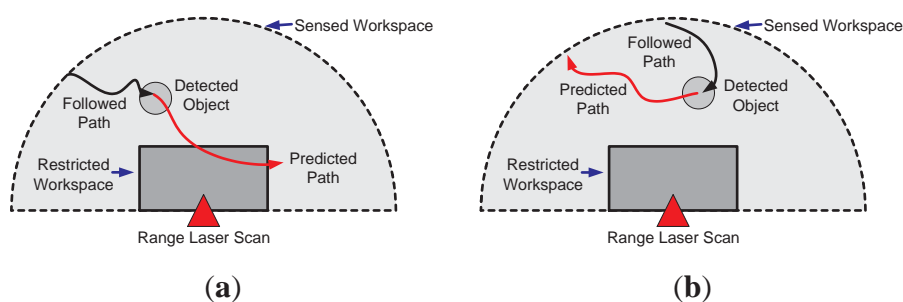 Sensed Workspace
Followed
Path
Detected
Object
Restricted
Workspace
Predicted
Path
Range Laser Scan
(a)
Sensed Workspace
Followed
Path
Predicted
Path
Detected
Object
Restricted
Workspace
Range Laser Scan
(b)